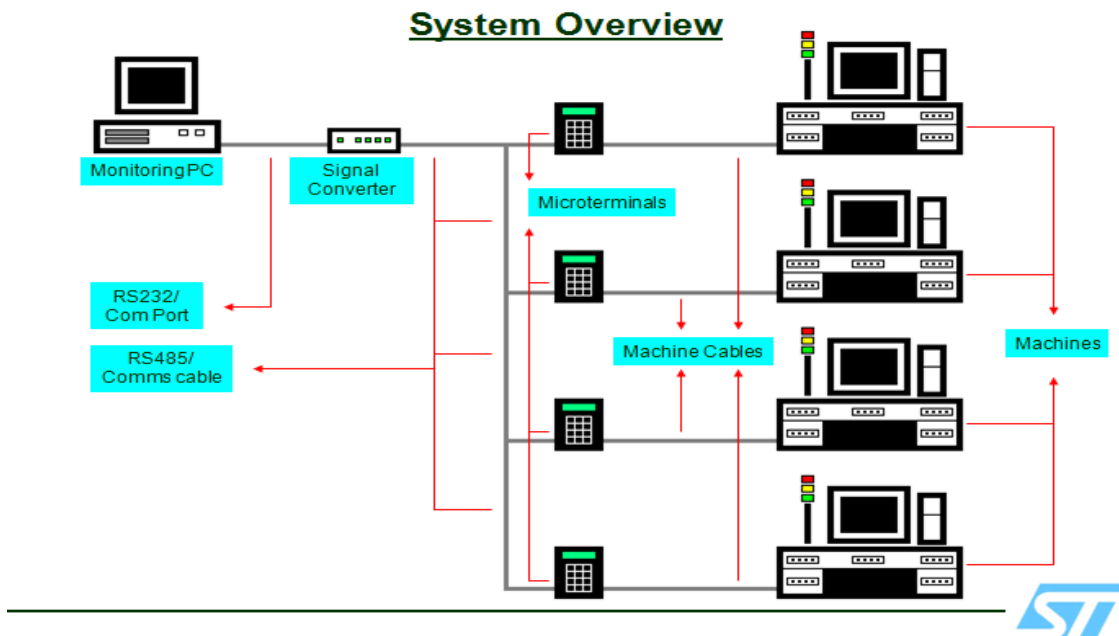 System Overview
Monitoring PC
Signal
Converter
Microterminals
RS232/
Com Port
RS485/
Comms cable
Machine Cables
Machines
ST